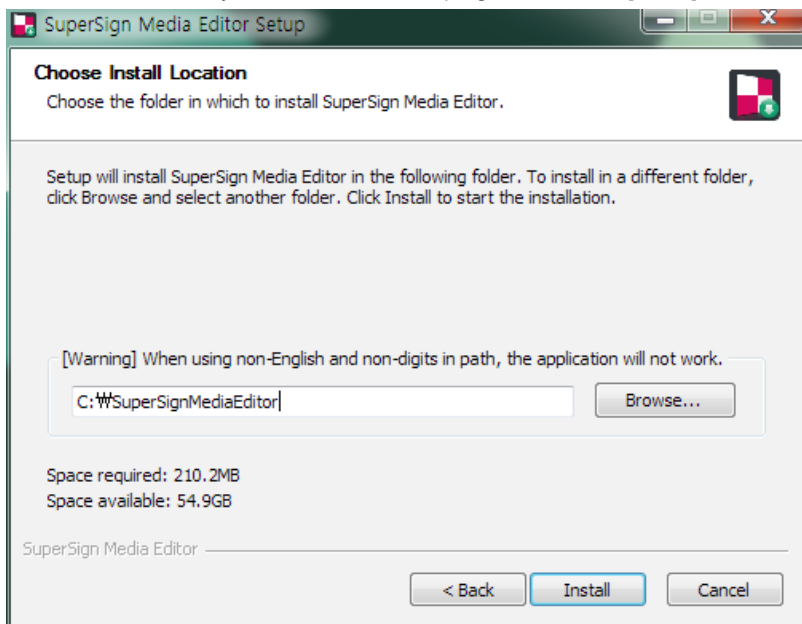 SuperSign Media Editor Setup
Choose Install Location
Choose the folder in which to install SuperSign Media Editor.
Setup will install SuperSign Media Editor in the following folder. To install in a different folder,
click Browse and select another folder. Click Install to start the installation.
[Warning] When using non-English and non-digits in path, the application will not work.
C:₩SuperSignMediaEditor
Browse...
Space required: 210.2MB
Space available: 54.9GB
SuperSign Media Editor
< Back Install Cancel